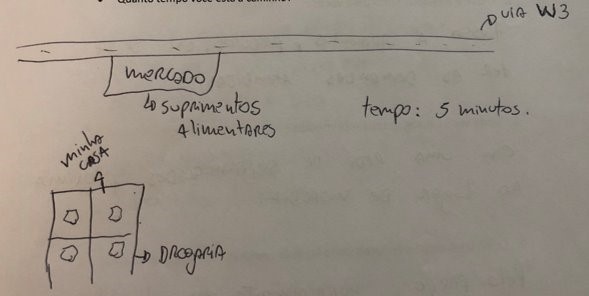 • Quanto tempo você está a caminho?
VIA W3
MERCADO
SUPRIMENTOS
ALIMENTARES
tempo: 5 minutos.
minha
CASA
DROGARIA